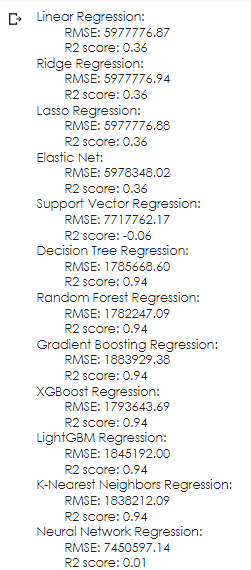 Linear Regression:
RMSE: 5977776.87
R2 score: 0.36
Ridge Regression:
RMSE: 5977776.94
R2 score: 0.36
Lasso Regression:
RMSE: 5977776.88
R2 score: 0.36
Elastic Net:
RMSE: 5978348.02
R2 score: 0.36
Support Vector Regression:
RMSE: 7717762.17
R2 score: -0.06
Decision Tree Regression:
RMSE: 1785668.60
R2 score: 0.94
Random Forest Regression:
RMSE: 1782247.09
R2 score: 0.94
Gradient Boosting Regression:
RMSE: 1883929.38
R2 score: 0.94
XGBoost Regression:
RMSE: 1793643.69
R2 score: 0.94
LightGBM Regression:
RMSE: 1845192.00
R2 score: 0.94
K-Nearest Neighbors Regression:
RMSE: 1838212.09
R2 score: 0.94
Neural Network Regression:
RMSE: 7450597.14
R2 score: 0.01